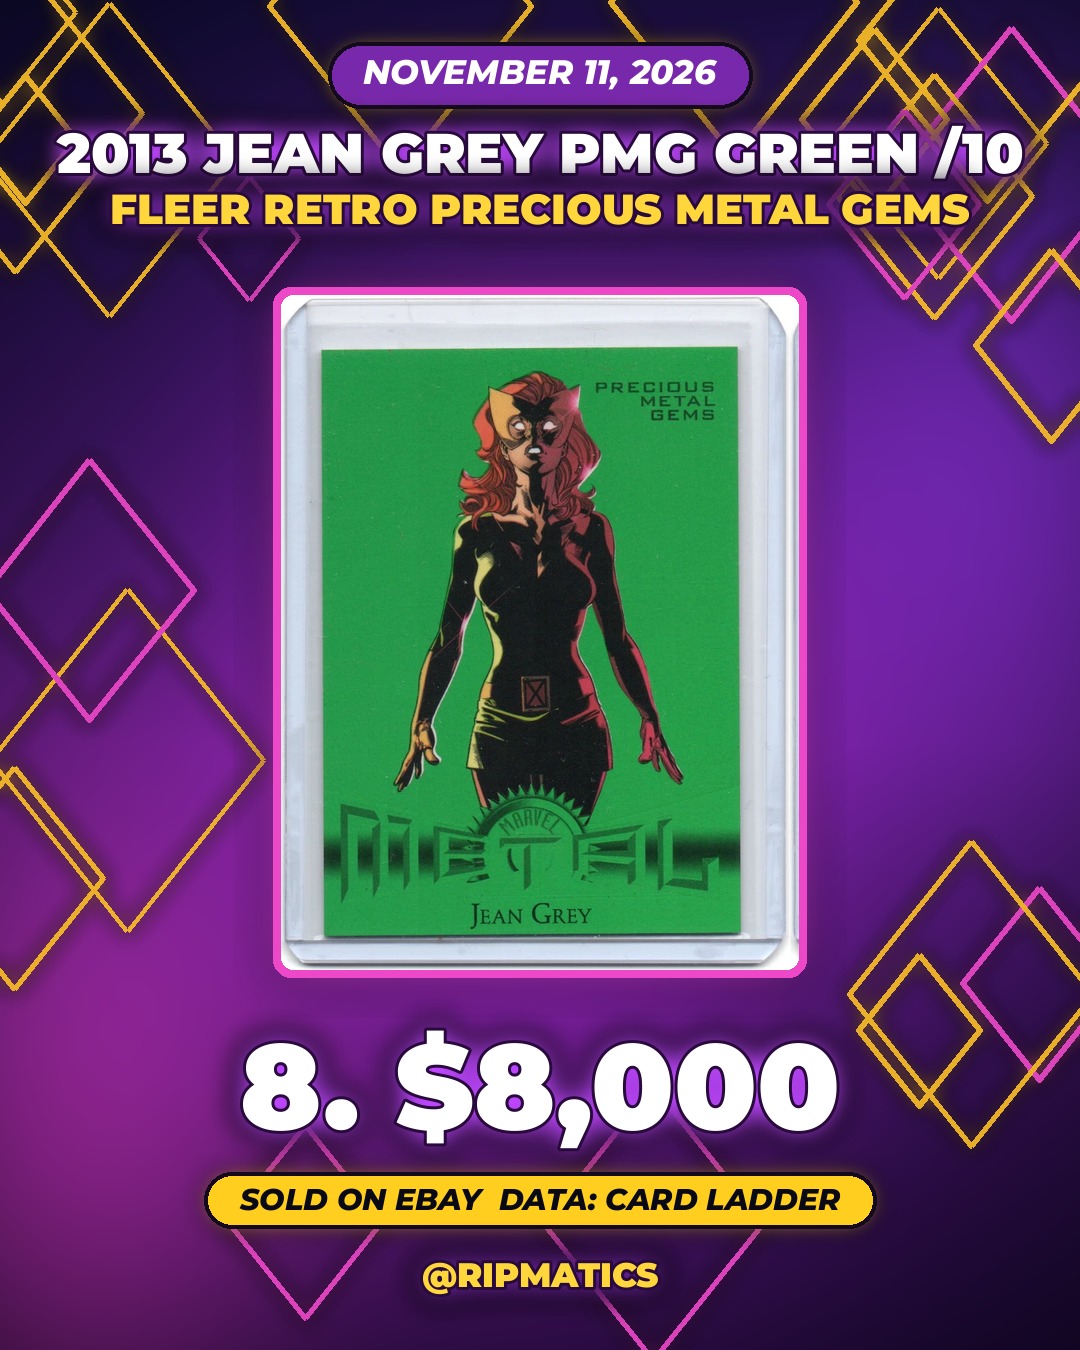 NOVEMBER 11, 2026
2013 JEAN GREY PMG GREEN /10
FLEER RETRO PRECIOUS METAL GEMS
PRECIOUS
METAL
GEMS
MARVEL
METAL
JEAN GREY
8. $8,000
SOLD ON EBAY DATA: CARD LADDER
@RIPMATICS